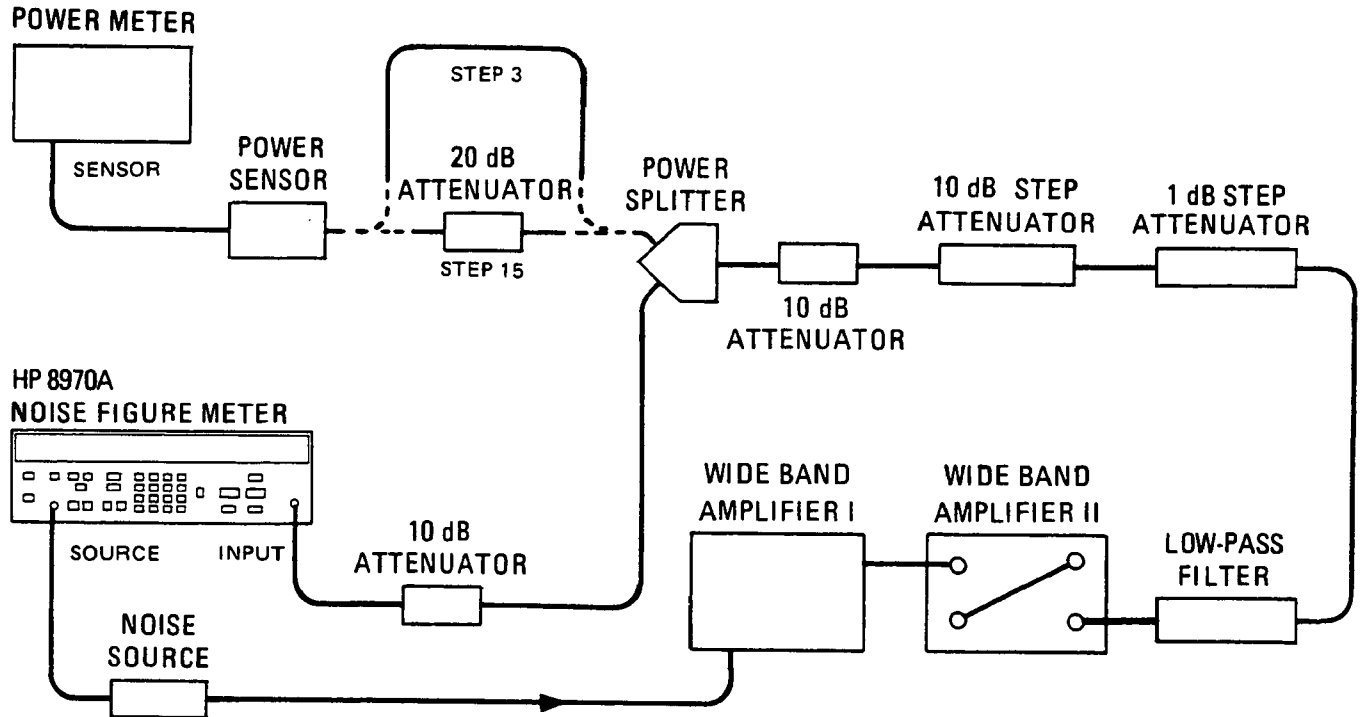 POWER METER
SENSOR
POWER
SENSOR
STEP 3
20 dB
ATTENUATOR
STEP 15
POWER
SPLITTER
10 dB
ATTENUATOR
10 dB STEP
ATTENUATOR
1 dB STEP
ATTENUATOR
HP 8970A
NOISE FIGURE METER
SOURCE
INPUT
10 dB
ATTENUATOR
NOISE
SOURCE
WIDE BAND
AMPLIFIER I
WIDE BAND
AMPLIFIER II
LOW-PASS
FILTER